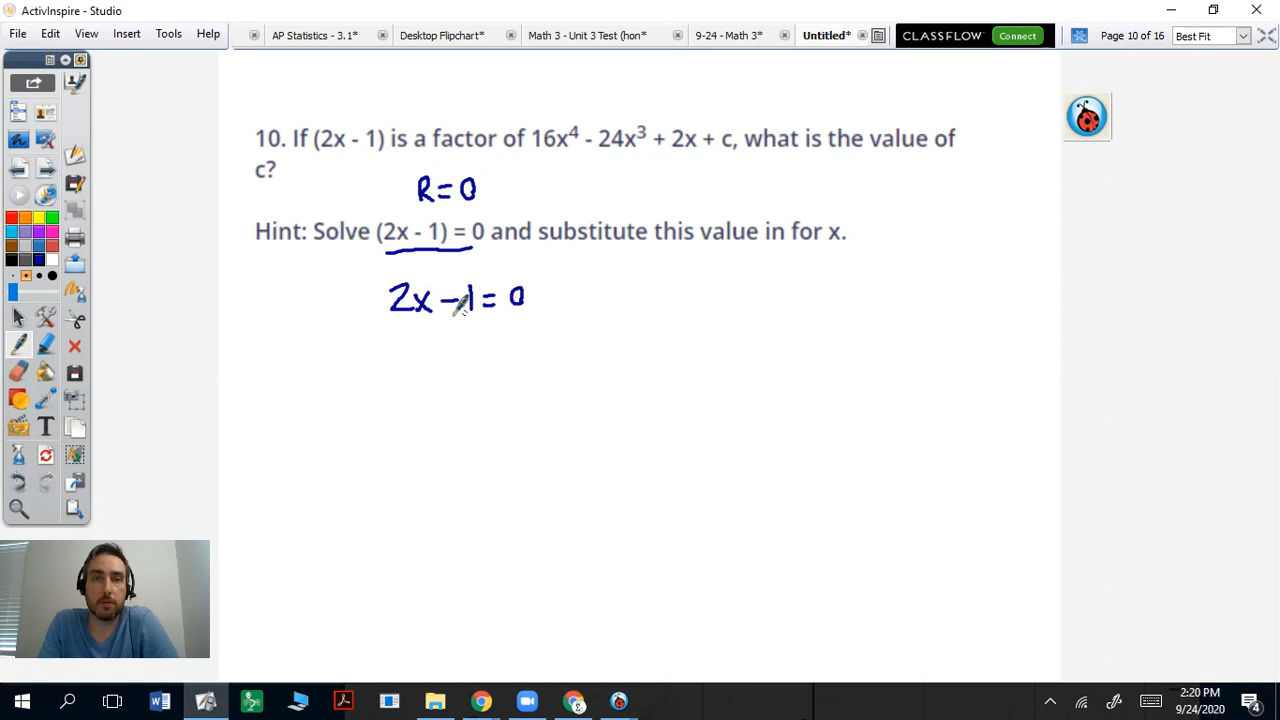 ActivInspire - Studio
File Edit View Insert Tools Help
AP Statistics - 3.1* Desktop Flipchart* Math 3 - Unit 3 Test (hon* 9-24 - Math 3* Untitled* CLASSFLOW Connect Page 10 of 16 Best Fit
10. If (2x - 1) is a factor of 16x⁴ - 24x³ + 2x + c, what is the value of
c?
R = 0
Hint: Solve (2x - 1) = 0 and substitute this value in for x.
2x - 1 = 0
2:20 PM
9/24/2020
4